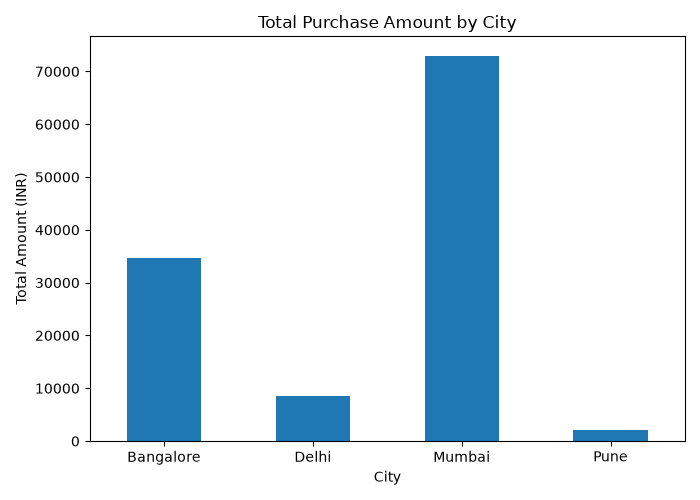 Total Purchase Amount by City
Total Amount (INR)
70000
60000
50000
40000
30000
20000
10000
0
Bangalore Delhi Mumbai Pune
City